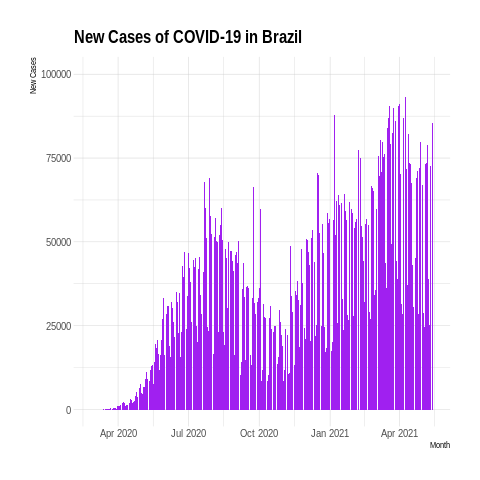 New Cases of COVID-19 in Brazil
New Cases
100000
75000
50000
25000
0
Apr 2020 Jul 2020 Oct 2020 Jan 2021 Apr 2021
Month